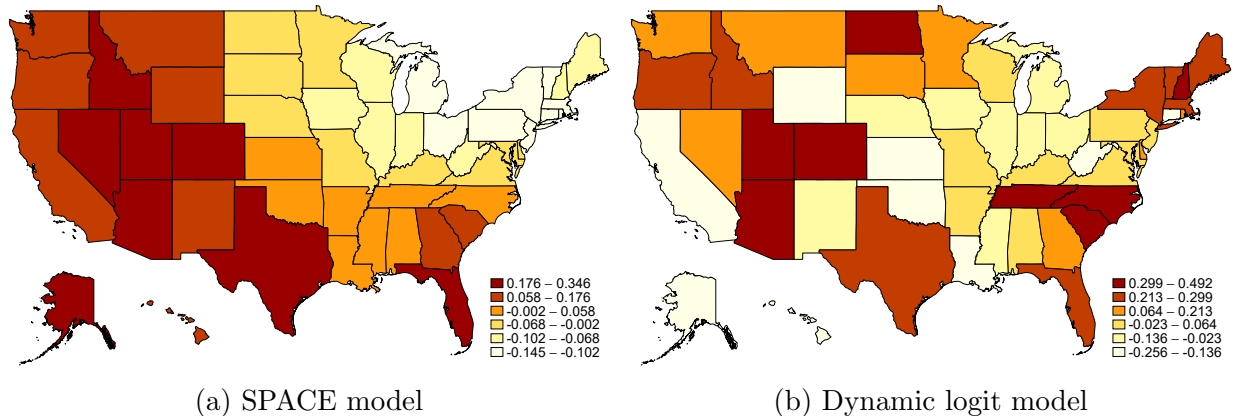 0.176 – 0.346
0.058 – 0.176
-0.002 – 0.058
-0.068 – -0.002
-0.102 – -0.068
-0.145 – -0.102
0.299 – 0.492
0.213 – 0.299
0.064 – 0.213
-0.023 – 0.064
-0.136 – -0.023
-0.256 – -0.136
(a) SPACE model
(b) Dynamic logit model